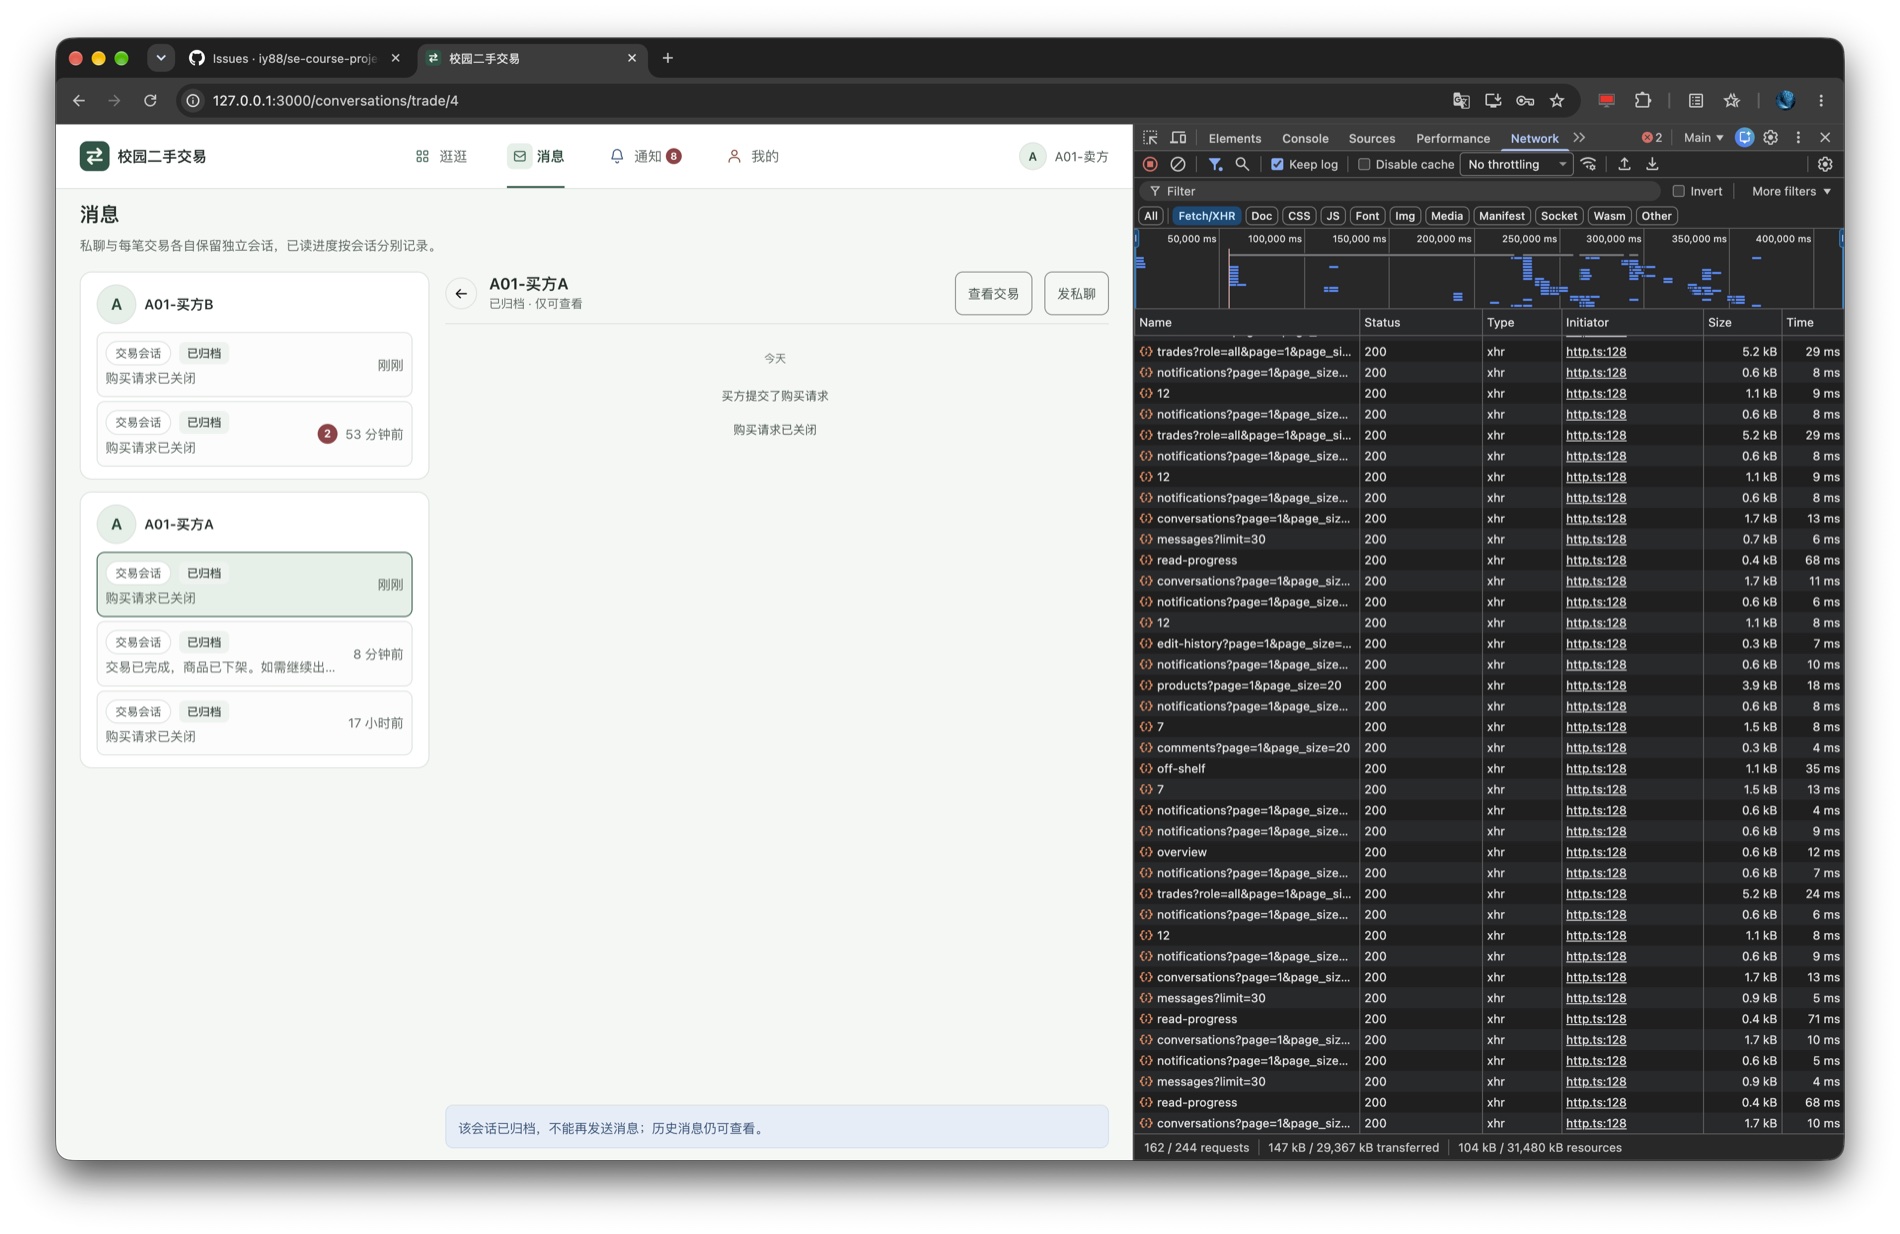 Issues · iy88/se-course-proje
校园二手交易
127.0.0.1:3000/conversations/trade/4
校园二手交易
逛逛
消息
通知 8
我的
A A01-卖方
消息
私聊与每笔交易各自保留独立会话，已读进度按会话分别记录。
A A01-买方B
交易会话 已归档
刚刚
购买请求已关闭
交易会话 已归档
2 53 分钟前
购买请求已关闭
A A01-买方A
交易会话 已归档
刚刚
购买请求已关闭
交易会话 已归档
8 分钟前
交易已完成，商品已下架。如需继续出...
交易会话 已归档
17 小时前
购买请求已关闭
A01-买方A
已归档 · 仅可查看
查看交易 发私聊
今天
买方提交了购买请求
购买请求已关闭
该会话已归档，不能再发送消息；历史消息仍可查看。
Elements Console Sources Performance Network 2 Main
Keep log Disable cache No throttling
Filter Invert More filters
All Fetch/XHR Doc CSS JS Font Img Media Manifest Socket Wasm Other
50,000 ms 100,000 ms 150,000 ms 200,000 ms 250,000 ms 300,000 ms 350,000 ms 400,000 ms
Name Status Type Initiator Size Time
trades?role=all&page=1&page_si... 200 xhr http.ts:128 5.2 kB 29 ms
notifications?page=1&page_size... 200 xhr http.ts:128 0.6 kB 8 ms
12 200 xhr http.ts:128 1.1 kB 9 ms
notifications?page=1&page_size... 200 xhr http.ts:128 0.6 kB 8 ms
trades?role=all&page=1&page_si... 200 xhr http.ts:128 5.2 kB 29 ms
notifications?page=1&page_size... 200 xhr http.ts:128 0.6 kB 8 ms
12 200 xhr http.ts:128 1.1 kB 9 ms
notifications?page=1&page_size... 200 xhr http.ts:128 0.6 kB 8 ms
conversations?page=1&page_siz... 200 xhr http.ts:128 1.7 kB 13 ms
messages?limit=30 200 xhr http.ts:128 0.7 kB 6 ms
read-progress 200 xhr http.ts:128 0.4 kB 68 ms
conversations?page=1&page_siz... 200 xhr http.ts:128 1.7 kB 11 ms
notifications?page=1&page_size... 200 xhr http.ts:128 0.6 kB 6 ms
12 200 xhr http.ts:128 1.1 kB 8 ms
edit-history?page=1&page_size=... 200 xhr http.ts:128 0.3 kB 7 ms
notifications?page=1&page_size... 200 xhr http.ts:128 0.6 kB 10 ms
products?page=1&page_size=20 200 xhr http.ts:128 3.9 kB 18 ms
notifications?page=1&page_size... 200 xhr http.ts:128 0.6 kB 8 ms
7 200 xhr http.ts:128 1.5 kB 8 ms
comments?page=1&page_size=20 200 xhr http.ts:128 0.3 kB 4 ms
off-shelf 200 xhr http.ts:128 1.1 kB 35 ms
7 200 xhr http.ts:128 1.5 kB 13 ms
notifications?page=1&page_size... 200 xhr http.ts:128 0.6 kB 4 ms
notifications?page=1&page_size... 200 xhr http.ts:128 0.6 kB 9 ms
overview 200 xhr http.ts:128 0.6 kB 12 ms
notifications?page=1&page_size... 200 xhr http.ts:128 0.6 kB 7 ms
trades?role=all&page=1&page_si... 200 xhr http.ts:128 5.2 kB 24 ms
notifications?page=1&page_size... 200 xhr http.ts:128 0.6 kB 6 ms
12 200 xhr http.ts:128 1.1 kB 8 ms
notifications?page=1&page_size... 200 xhr http.ts:128 0.6 kB 9 ms
conversations?page=1&page_siz... 200 xhr http.ts:128 1.7 kB 13 ms
messages?limit=30 200 xhr http.ts:128 0.9 kB 5 ms
read-progress 200 xhr http.ts:128 0.4 kB 71 ms
conversations?page=1&page_siz... 200 xhr http.ts:128 1.7 kB 10 ms
notifications?page=1&page_size... 200 xhr http.ts:128 0.6 kB 5 ms
messages?limit=30 200 xhr http.ts:128 0.9 kB 4 ms
read-progress 200 xhr http.ts:128 0.4 kB 68 ms
conversations?page=1&page_siz... 200 xhr http.ts:128 1.7 kB 10 ms
162 / 244 requests 147 kB / 29,367 kB transferred 104 kB / 31,480 kB resources